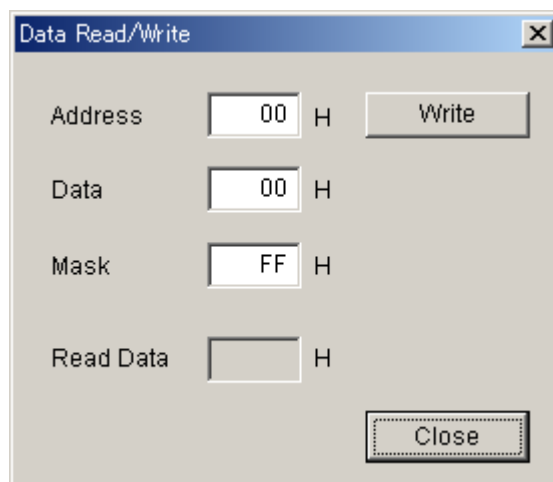 Data Read/Write
Address 00 H Write
Data 00 H
Mask FF H
Read Data H
Close